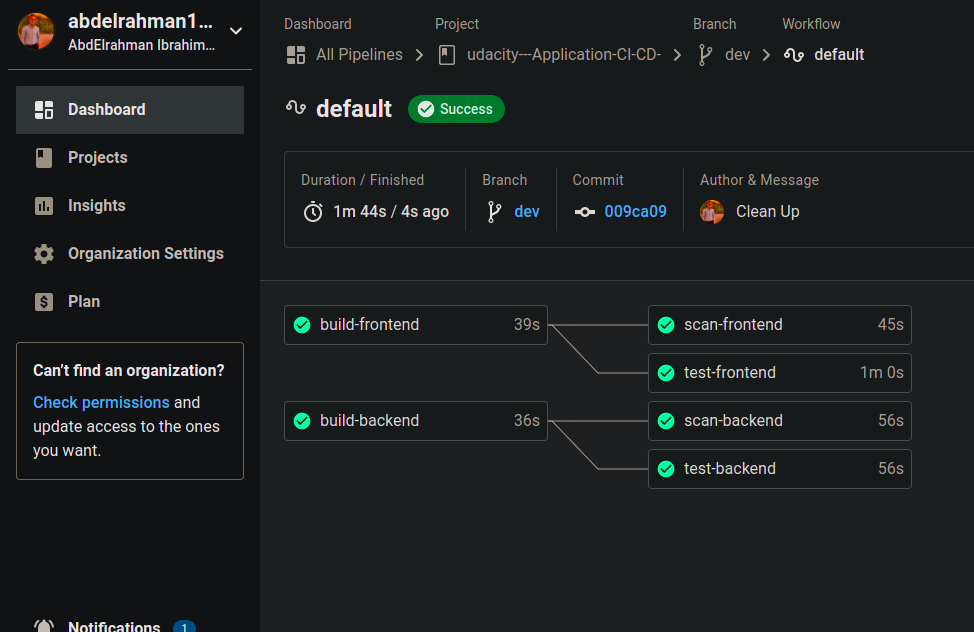 abdelrahman1...
AbdElrahman Ibrahim...
Dashboard
Projects
Insights
Organization Settings
Plan
Can't find an organization?
Check permissions and
update access to the ones
you want.
Notifications 1
Dashboard Project Branch Workflow
All Pipelines udacity---Application-CI-CD- dev default
default Success
Duration / Finished Branch Commit Author & Message
1m 44s / 4s ago dev 009ca09 Clean Up
build-frontend 39s scan-frontend 45s
test-frontend 1m 0s
build-backend 36s scan-backend 56s
test-backend 56s